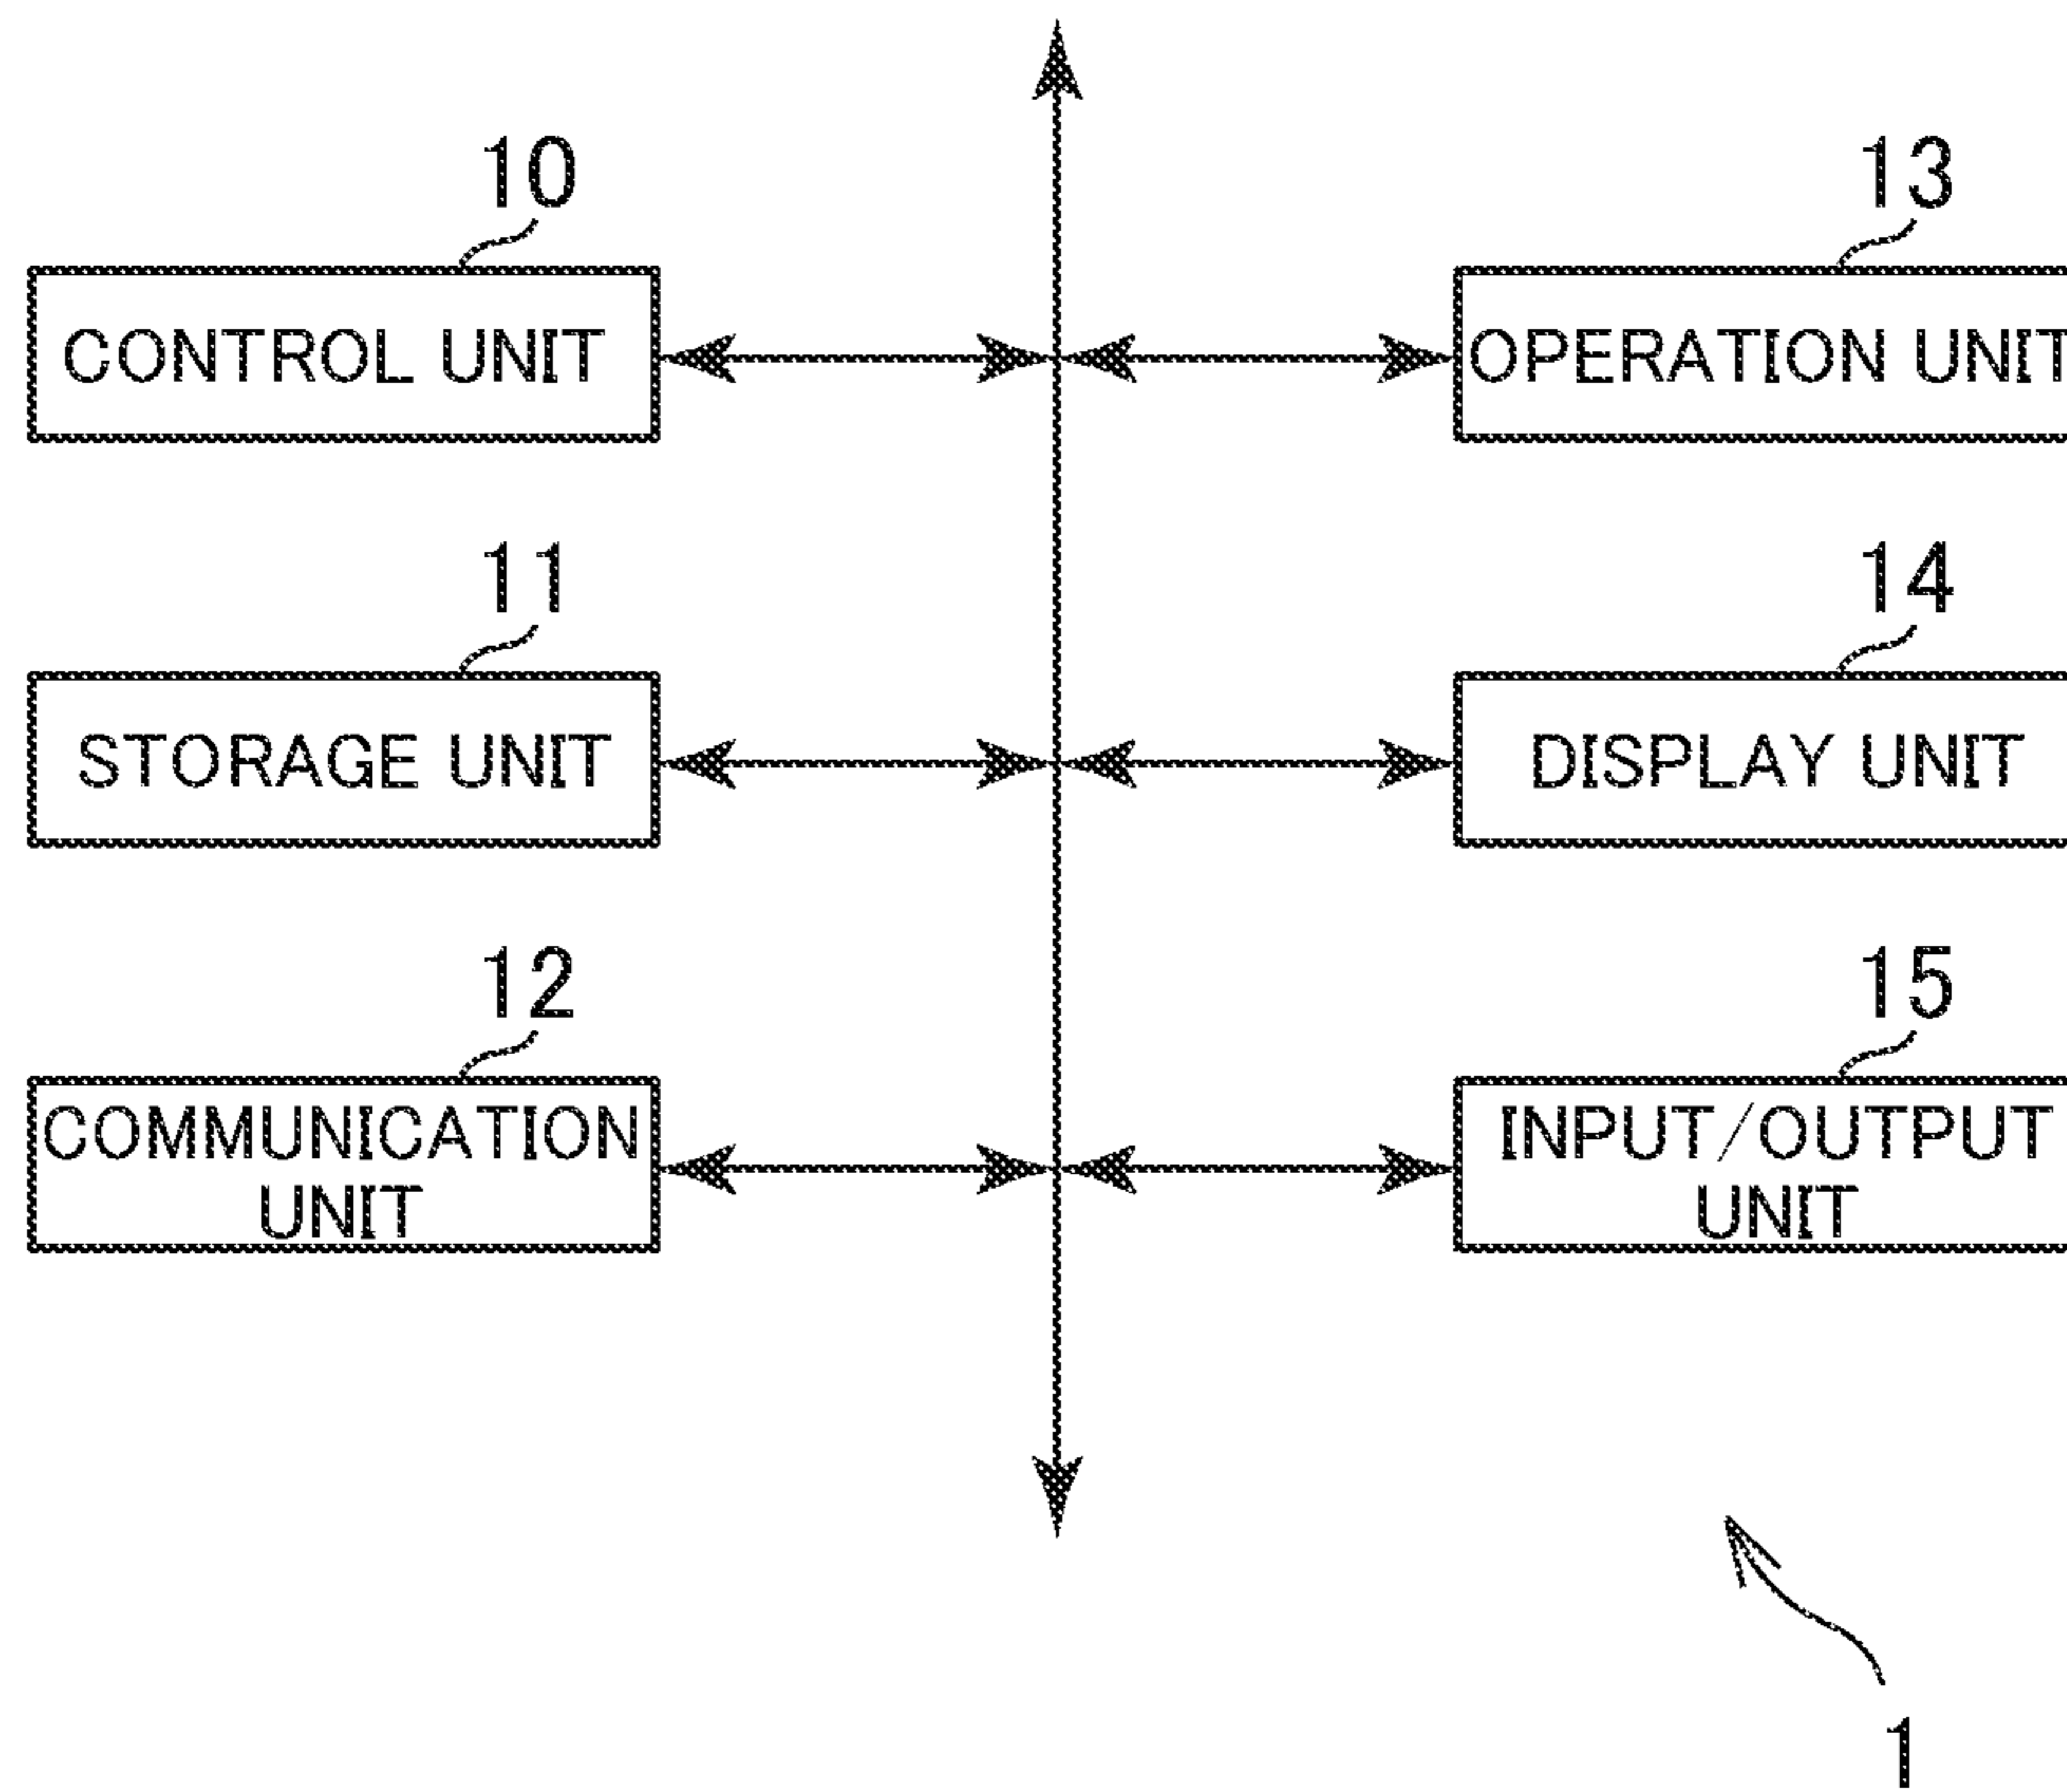 10
CONTROL UNIT
13
OPERATION UNIT
11
STORAGE UNIT
14
DISPLAY UNIT
12
COMMUNICATION
UNIT
15
INPUT/OUTPUT
UNIT
1